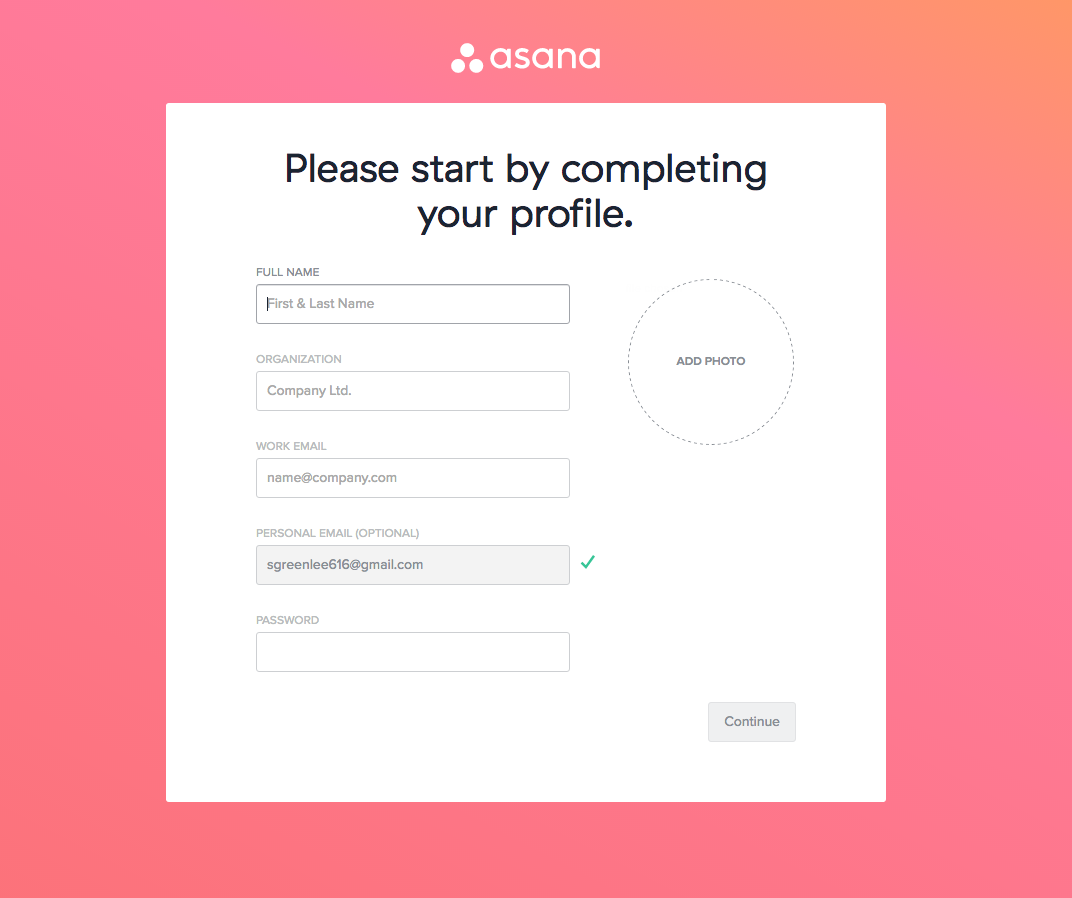 asana
Please start by completing
your profile.
FULL NAME
First & Last Name
ADD PHOTO
ORGANIZATION
Company Ltd.
WORK EMAIL
name@company.com
PERSONAL EMAIL (OPTIONAL)
sgreenlee616@gmail.com
PASSWORD
Continue